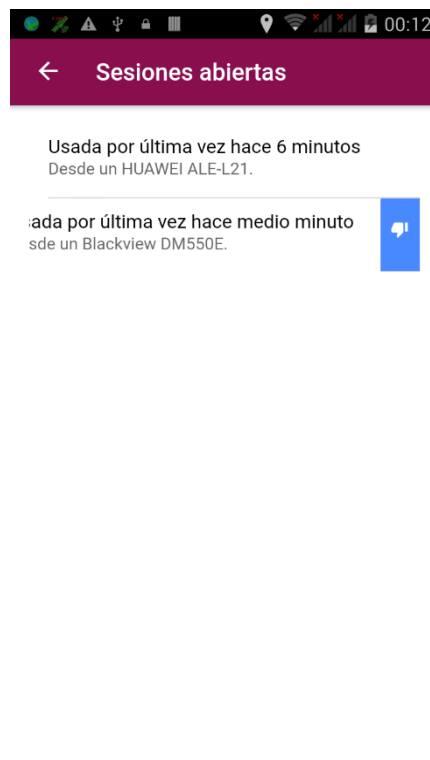 00:12
Sesiones abiertas
Usada por última vez hace 6 minutos
Desde un HUAWEI ALE-L21.
sada por última vez hace medio minuto
sde un Blackview DM550E.